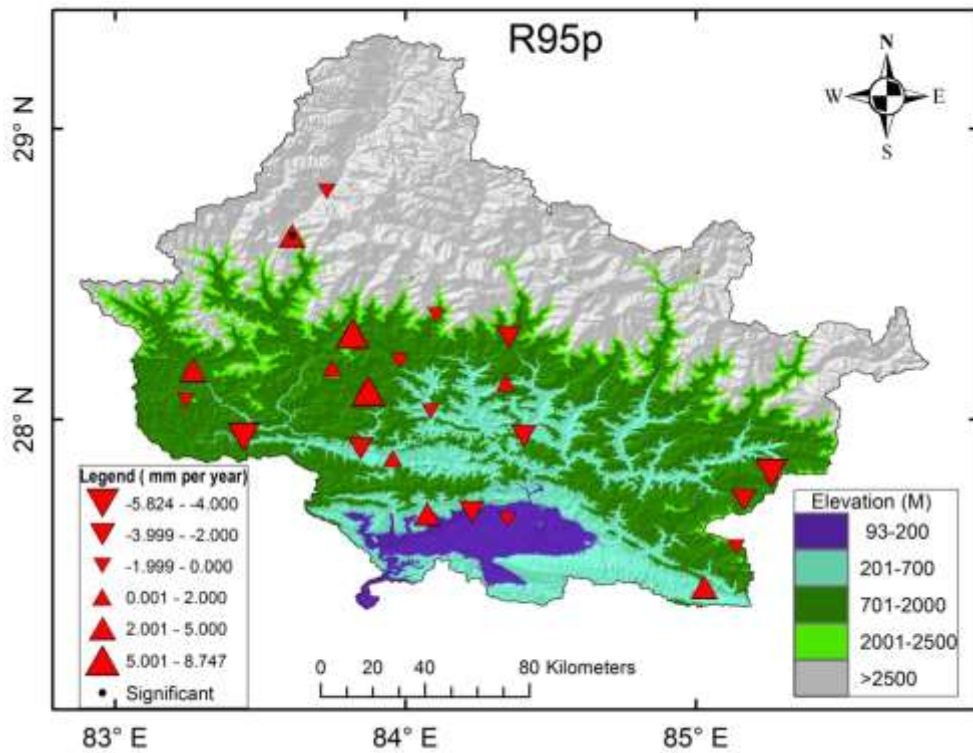 R95p
N
W E
S
29° N
28° N
Legend ( mm per year)
-5.824 - -4.000
-3.999 - -2.000
-1.999 - 0.000
0.001 - 2.000
2.001 - 5.000
5.001 - 8.747
Significant
0 20 40 80 Kilometers
Elevation (M)
93-200
201-700
701-2000
2001-2500
>2500
83° E 84° E 85° E